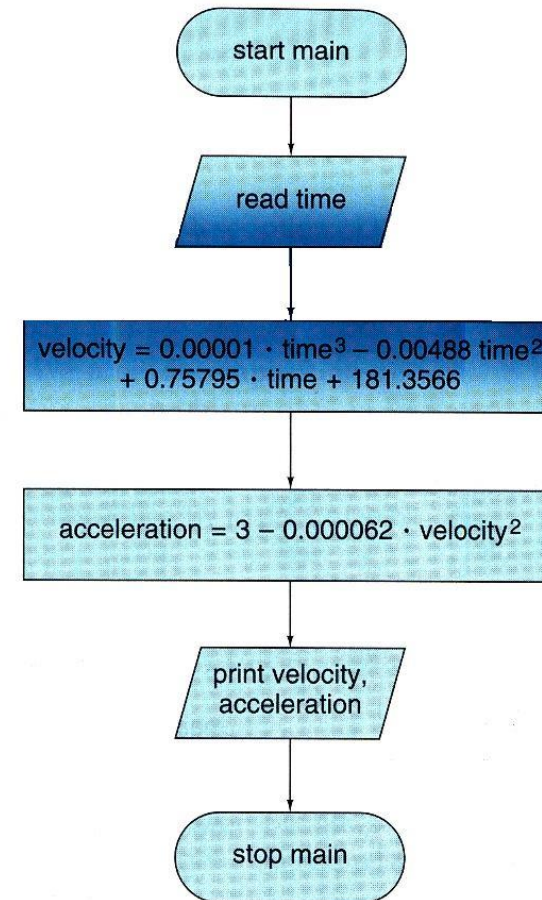 start main
read time
velocity = 0.00001 · time³ – 0.00488 time²
+ 0.75795 · time + 181.3566
acceleration = 3 – 0.000062 · velocity²
print velocity,
acceleration
stop main